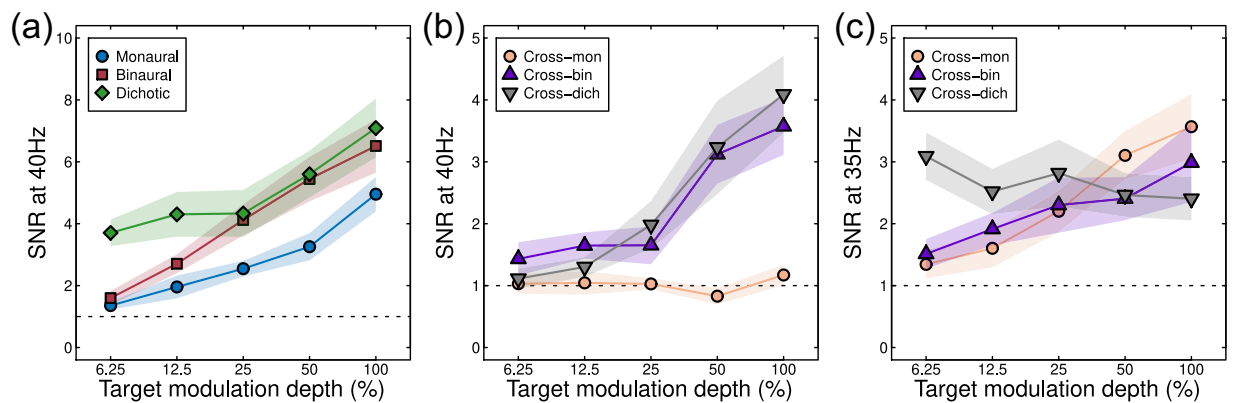 (a)
SNR at 40Hz
10
8
6
4
2
0
Monaural
Binaural
Dichotic
6.25 12.5 25 50 100
Target modulation depth (%)
(b)
SNR at 40Hz
5
4
3
2
1
0
Cross−mon
Cross−bin
Cross−dich
6.25 12.5 25 50 100
Target modulation depth (%)
(c)
SNR at 35Hz
5
4
3
2
1
0
Cross−mon
Cross−bin
Cross−dich
6.25 12.5 25 50 100
Target modulation depth (%)